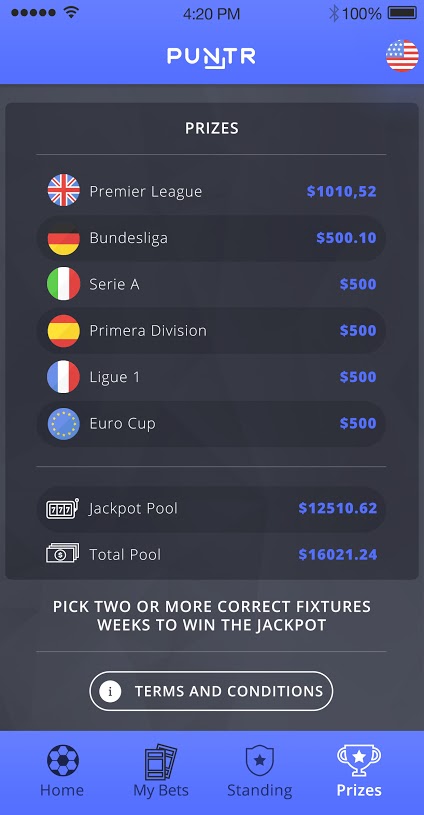 4:20 PM 100%
PUNTR
PRIZES
Premier League $1010,52
Bundesliga $500.10
Serie A $500
Primera Division $500
Ligue 1 $500
Euro Cup $500
777 Jackpot Pool $12510.62
$ Total Pool $16021.24
PICK TWO OR MORE CORRECT FIXTURES
WEEKS TO WIN THE JACKPOT
i TERMS AND CONDITIONS
Home My Bets Standing Prizes